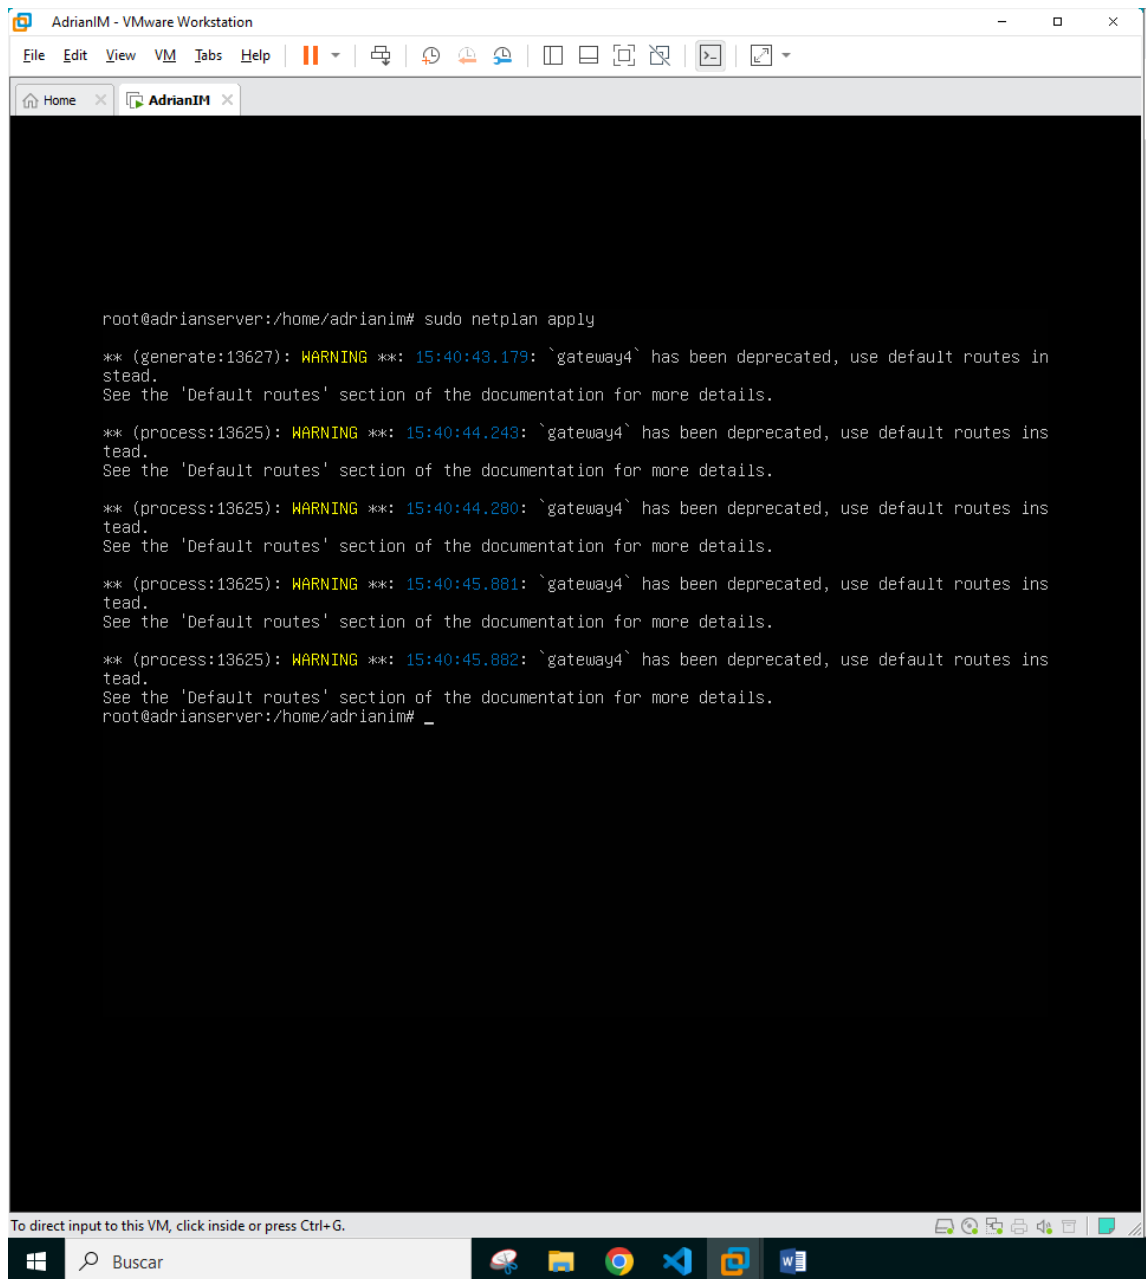 AdrianIM - VMware Workstation
File Edit View VM Tabs Help
Home AdrianIM
root@adrianserver:/home/adrianim# sudo netplan apply
** (generate:13627): WARNING **: 15:40:43.179: `gateway4` has been deprecated, use default routes in
stead.
See the 'Default routes' section of the documentation for more details.
** (process:13625): WARNING **: 15:40:44.243: `gateway4` has been deprecated, use default routes ins
tead.
See the 'Default routes' section of the documentation for more details.
** (process:13625): WARNING **: 15:40:44.280: `gateway4` has been deprecated, use default routes ins
tead.
See the 'Default routes' section of the documentation for more details.
** (process:13625): WARNING **: 15:40:45.881: `gateway4` has been deprecated, use default routes ins
tead.
See the 'Default routes' section of the documentation for more details.
** (process:13625): WARNING **: 15:40:45.882: `gateway4` has been deprecated, use default routes ins
tead.
See the 'Default routes' section of the documentation for more details.
root@adrianserver:/home/adrianim# _
To direct input to this VM, click inside or press Ctrl+G.
Buscar